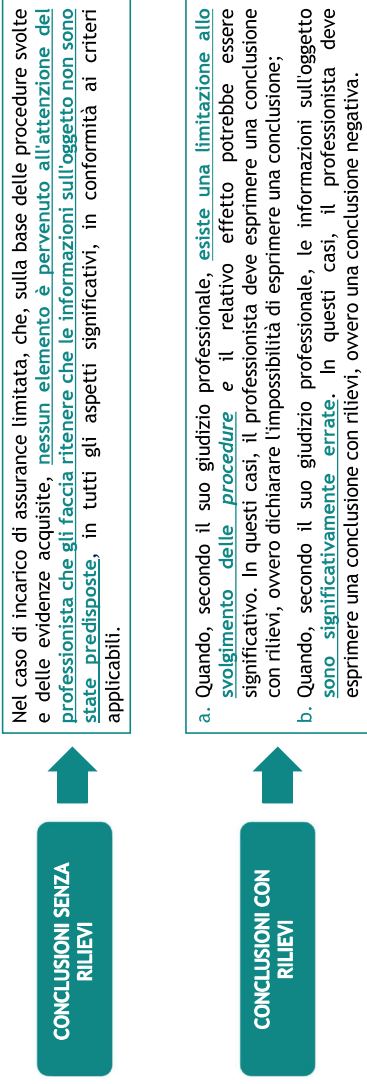 CONCLUSIONI SENZA
RILIEVI
Nel caso di incarico di assurance limitata, che, sulla base delle procedure svolte
e delle evidenze acquisite, nessun elemento è pervenuto all'attenzione del
professionista che gli faccia ritenere che le informazioni sull'oggetto non sono
state predisposte, in tutti gli aspetti significativi, in conformità ai criteri
applicabili.
CONCLUSIONI CON
RILIEVI
a. Quando, secondo il suo giudizio professionale, esiste una limitazione allo
svolgimento delle procedure e il relativo effetto potrebbe essere
significativo. In questi casi, il professionista deve esprimere una conclusione
con rilievi, ovvero dichiarare l'impossibilità di esprimere una conclusione;
b. Quando, secondo il suo giudizio professionale, le informazioni sull'oggetto
sono significativamente errate. In questi casi, il professionista deve
esprimere una conclusione con rilievi, ovvero una conclusione negativa.